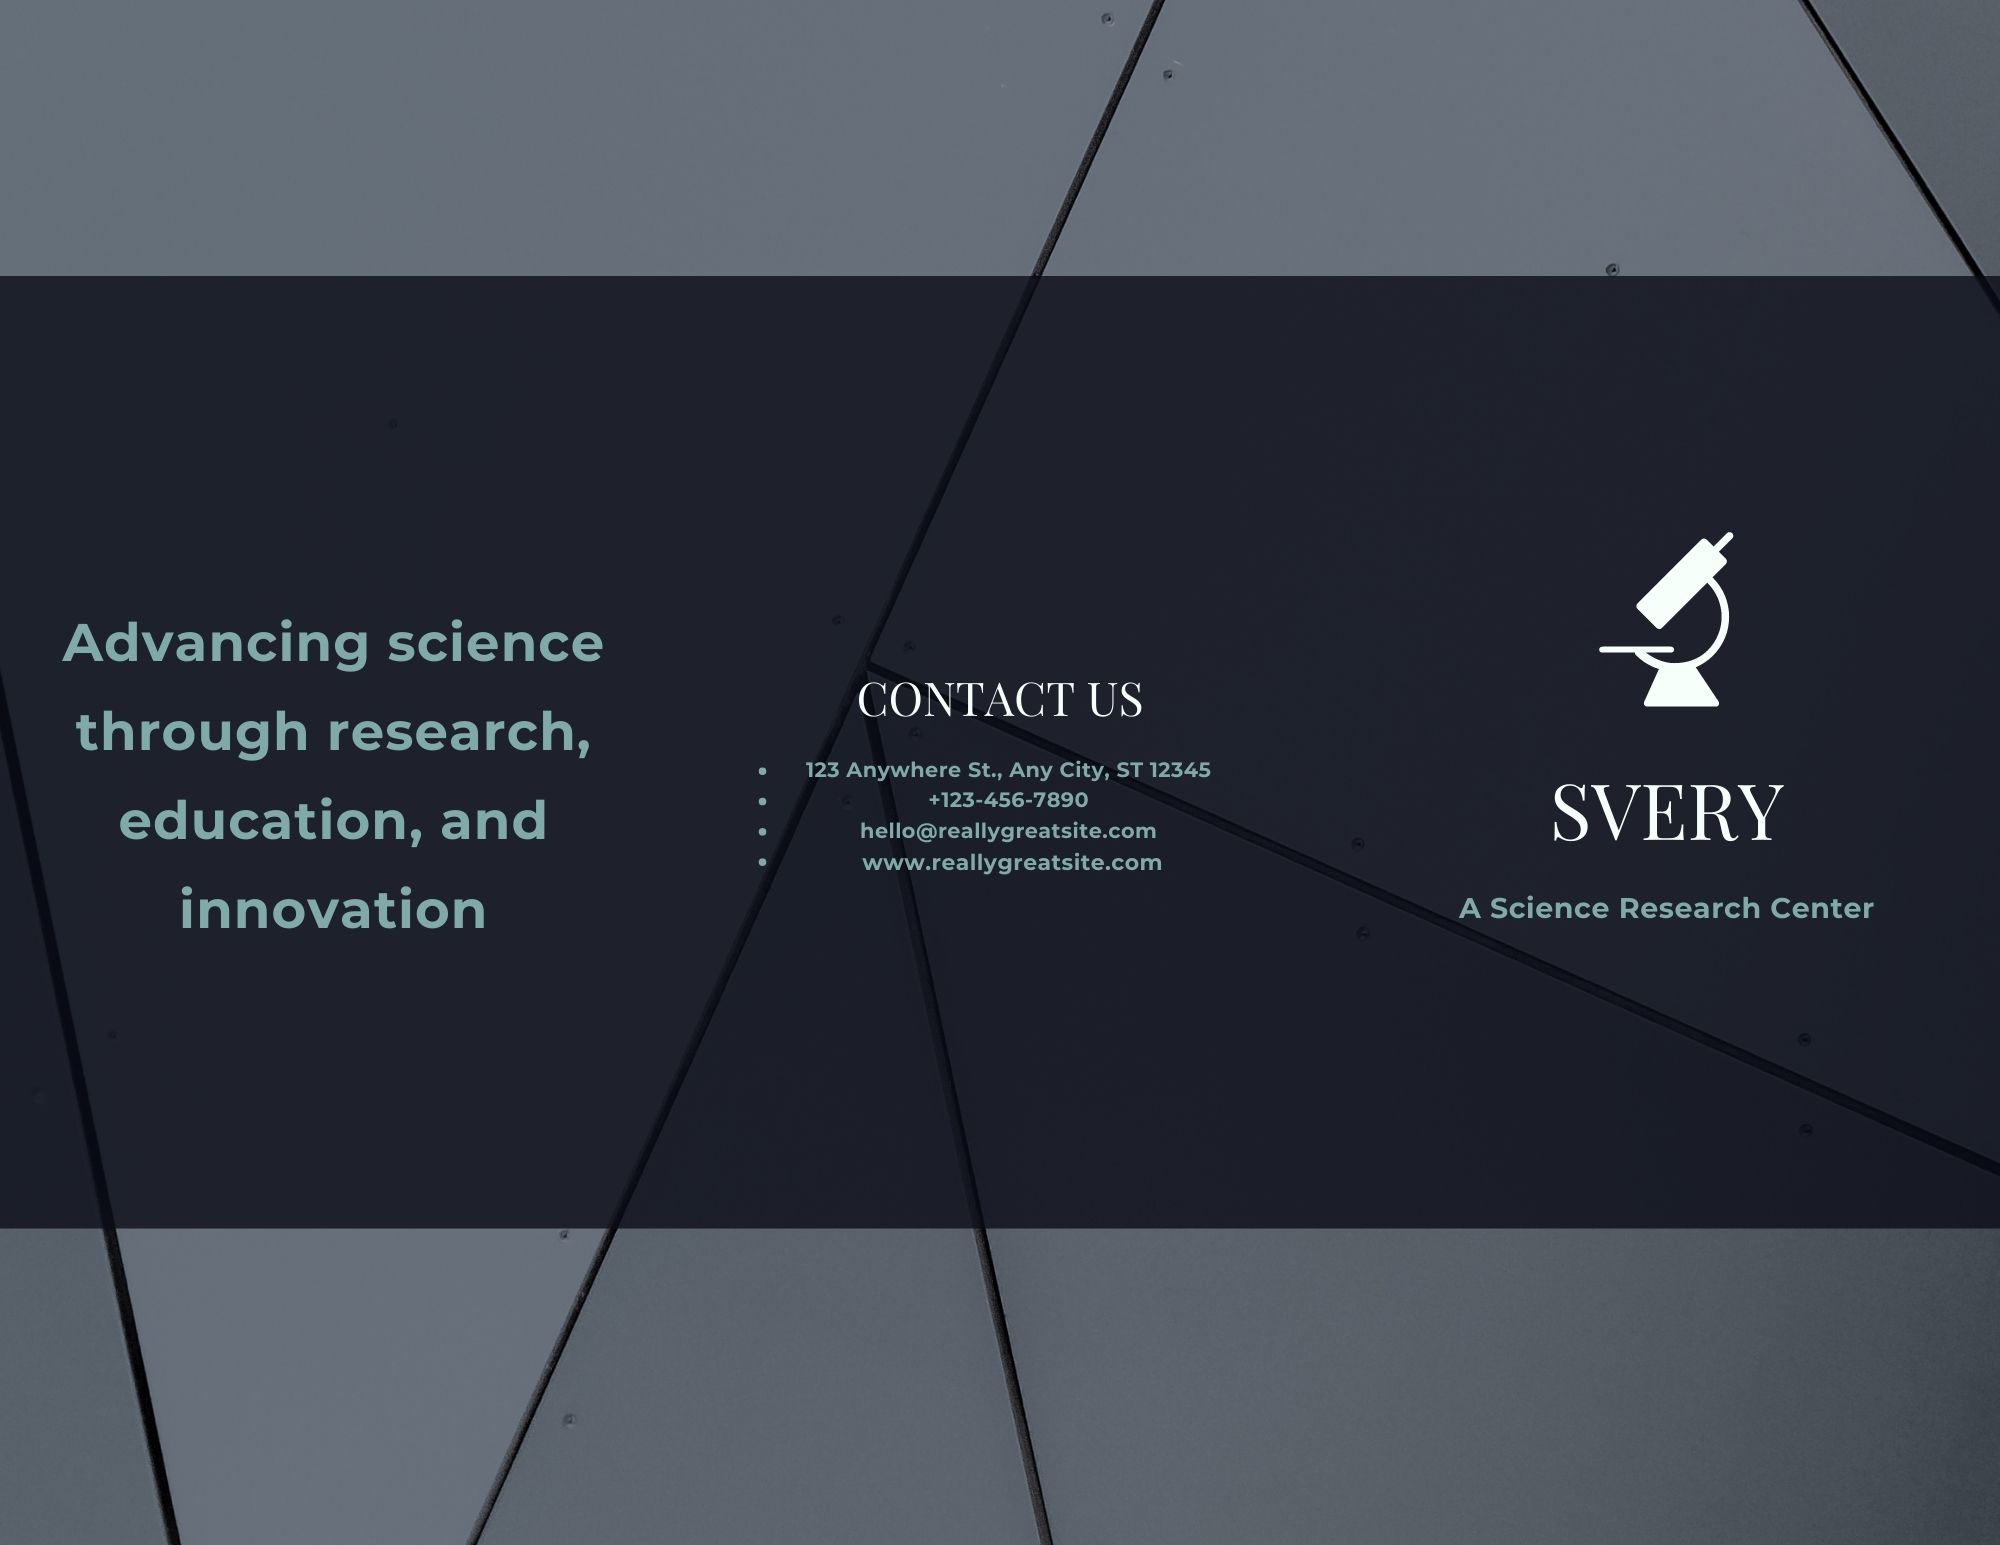 Advancing science
through research,
education, and
innovation
CONTACT US
• 123 Anywhere St., Any City, ST 12345
• +123-456-7890
• hello@reallygreatsite.com
• www.reallygreatsite.com
SVERY
A Science Research Center